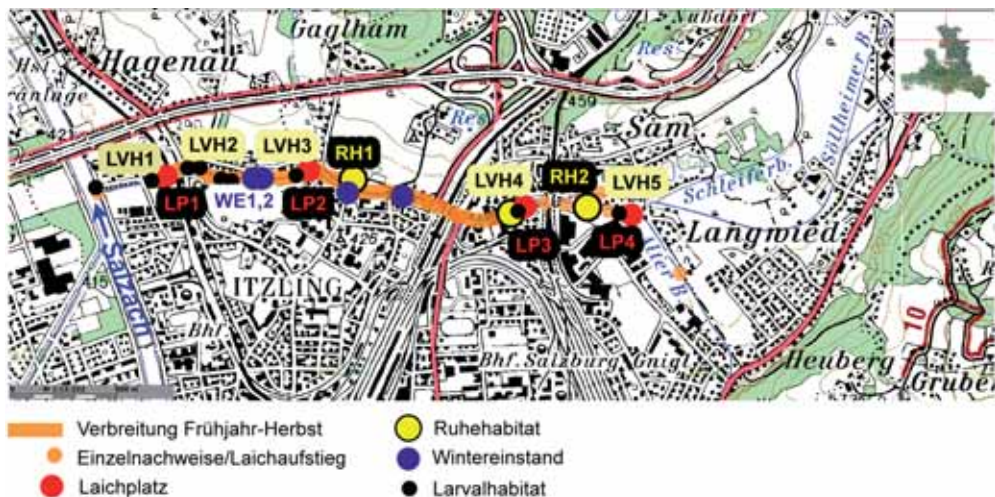 Gaglham
Nußdorf
Hagenau
Res.
Söllheimer B.
459
Res
Sam
LVH1
LVH2
LVH3
RH1
LVH4
RH2
LVH5
Schleiferb.
LP1
WE1,2
LP2
LP3
LP4
Langwied
Alter B.
Salzach
ITZLING
10
Bhf
Bhf. Salzburg Gnigl
Heuberg
Gruber
Verbreitung Frühjahr-Herbst
Einzelnachweise/Laichaufstieg
Laichplatz
Ruhehabitat
Wintereinstand
Larvalhabitat